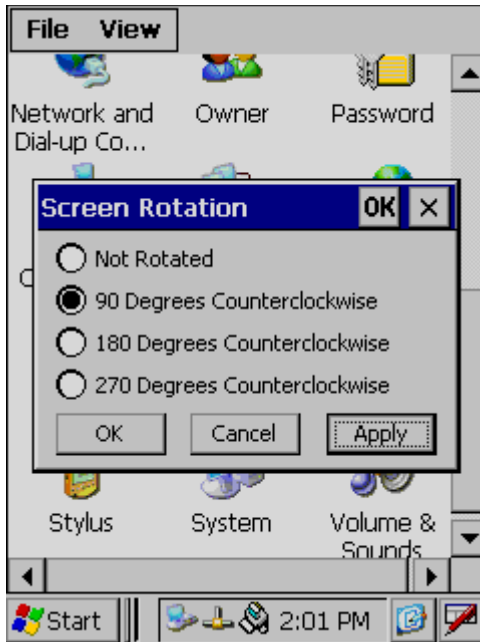 File View
Network and Dial-up Co...
Owner
Password
Screen Rotation OK
Not Rotated
90 Degrees Counterclockwise
180 Degrees Counterclockwise
270 Degrees Counterclockwise
OK Cancel Apply
Stylus
System
Volume & Sounds
Start 2:01 PM